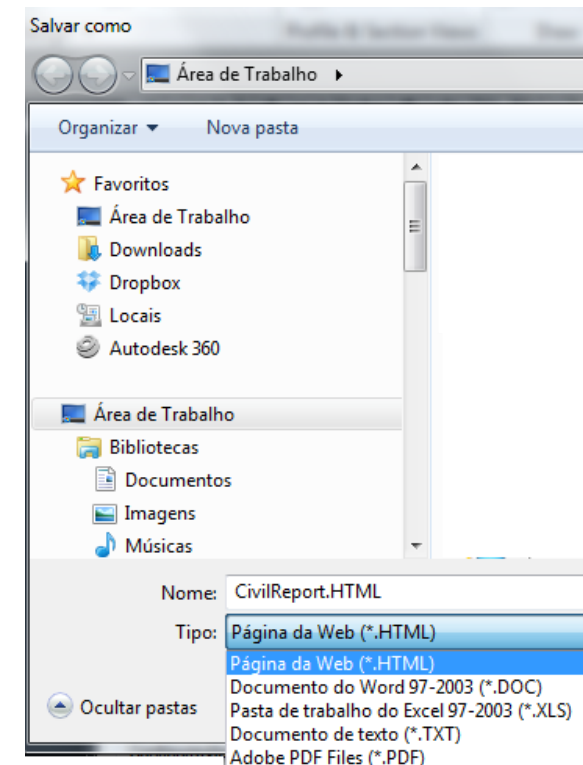 Salvar como
Área de Trabalho
Organizar Nova pasta
Favoritos
Área de Trabalho
Downloads
Dropbox
Locais
Autodesk 360
Área de Trabalho
Bibliotecas
Documentos
Imagens
Músicas
Nome: CivilReport.HTML
Tipo: Página da Web (*.HTML)
Página da Web (*.HTML)
Documento do Word 97-2003 (*.DOC)
Ocultar pastas Pasta de trabalho do Excel 97-2003 (*.XLS)
Documento de texto (*.TXT)
Adobe PDF Files (*.PDF)